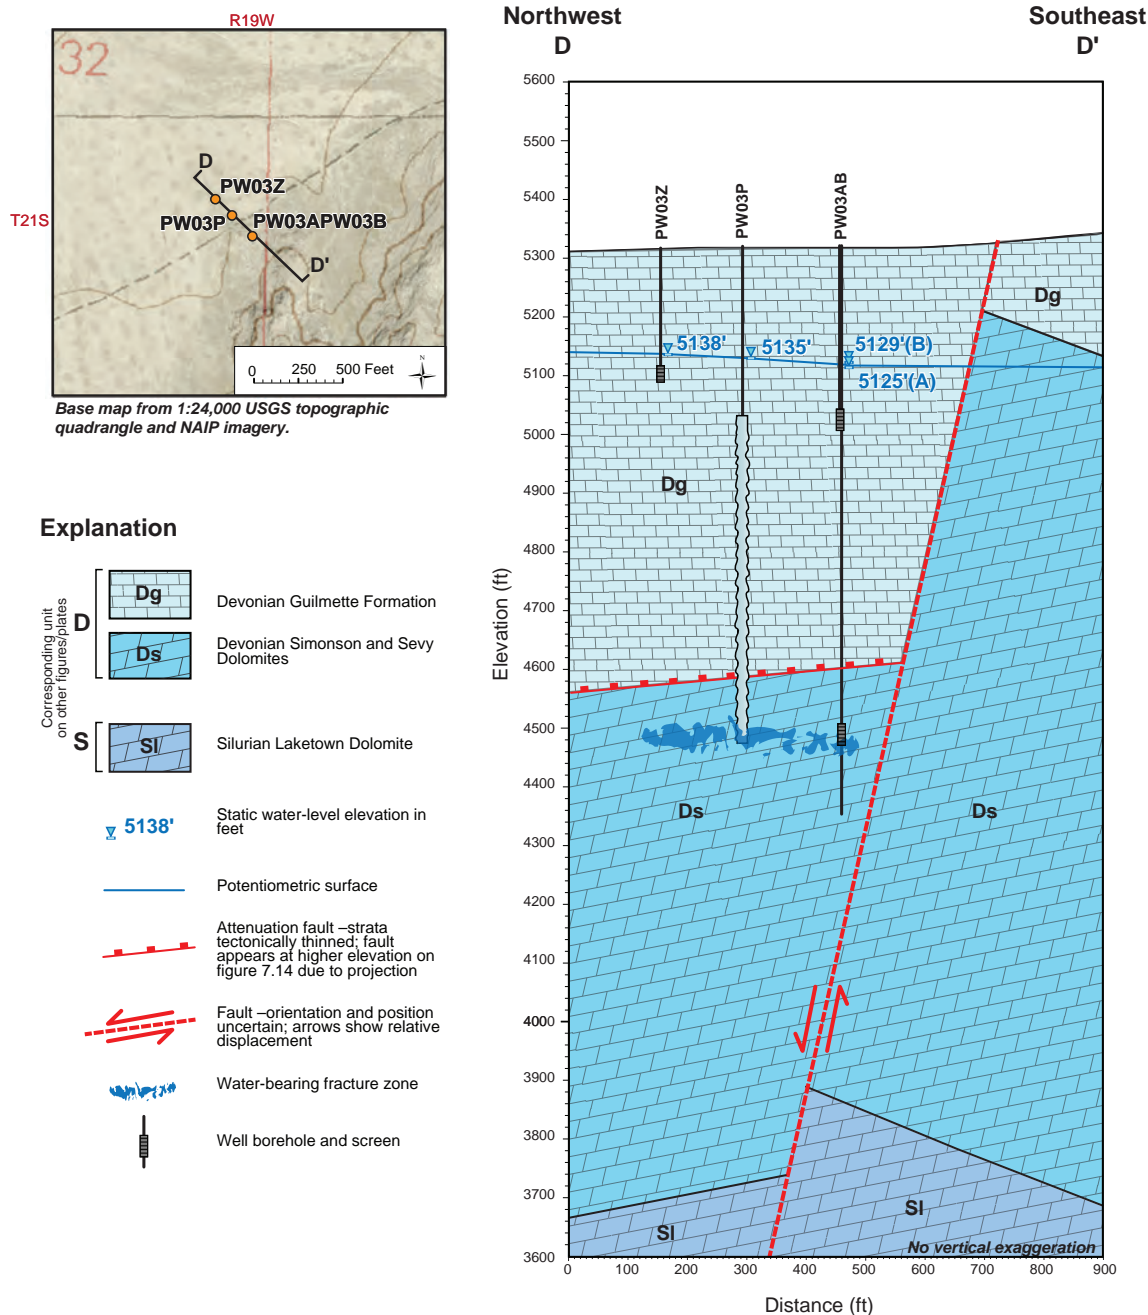 R19W
T21S
32
D
PW03Z
PW03P
PW03APW03B
D'
N
0 250 500 Feet
Base map from 1:24,000 USGS topographic
quadrangle and NAIP imagery.
Explanation
Corresponding unit
on other figures/plates
D
Dg
Devonian Guilmette Formation
Ds
Devonian Simonson and Sevy
Dolomites
S
Sl
Silurian Laketown Dolomite
5138'
Static water-level elevation in
feet
Potentiometric surface
Attenuation fault –strata
tectonically thinned; fault
appears at higher elevation on
figure 7.14 due to projection
Fault –orientation and position
uncertain; arrows show relative
displacement
Water-bearing fracture zone
Well borehole and screen
Northwest
D
Southeast
D'
Elevation (ft)
5600
5500
5400
5300
5200
5100
5000
4900
4800
4700
4600
4500
4400
4300
4200
4100
4000
3900
3800
3700
3600
PW03Z
PW03P
PW03AB
5138'
5135'
5129'(B)
5125'(A)
Dg
Dg
Ds
Ds
Sl
Sl
No vertical exaggeration
0 100 200 300 400 500 600 700 800 900
Distance (ft)